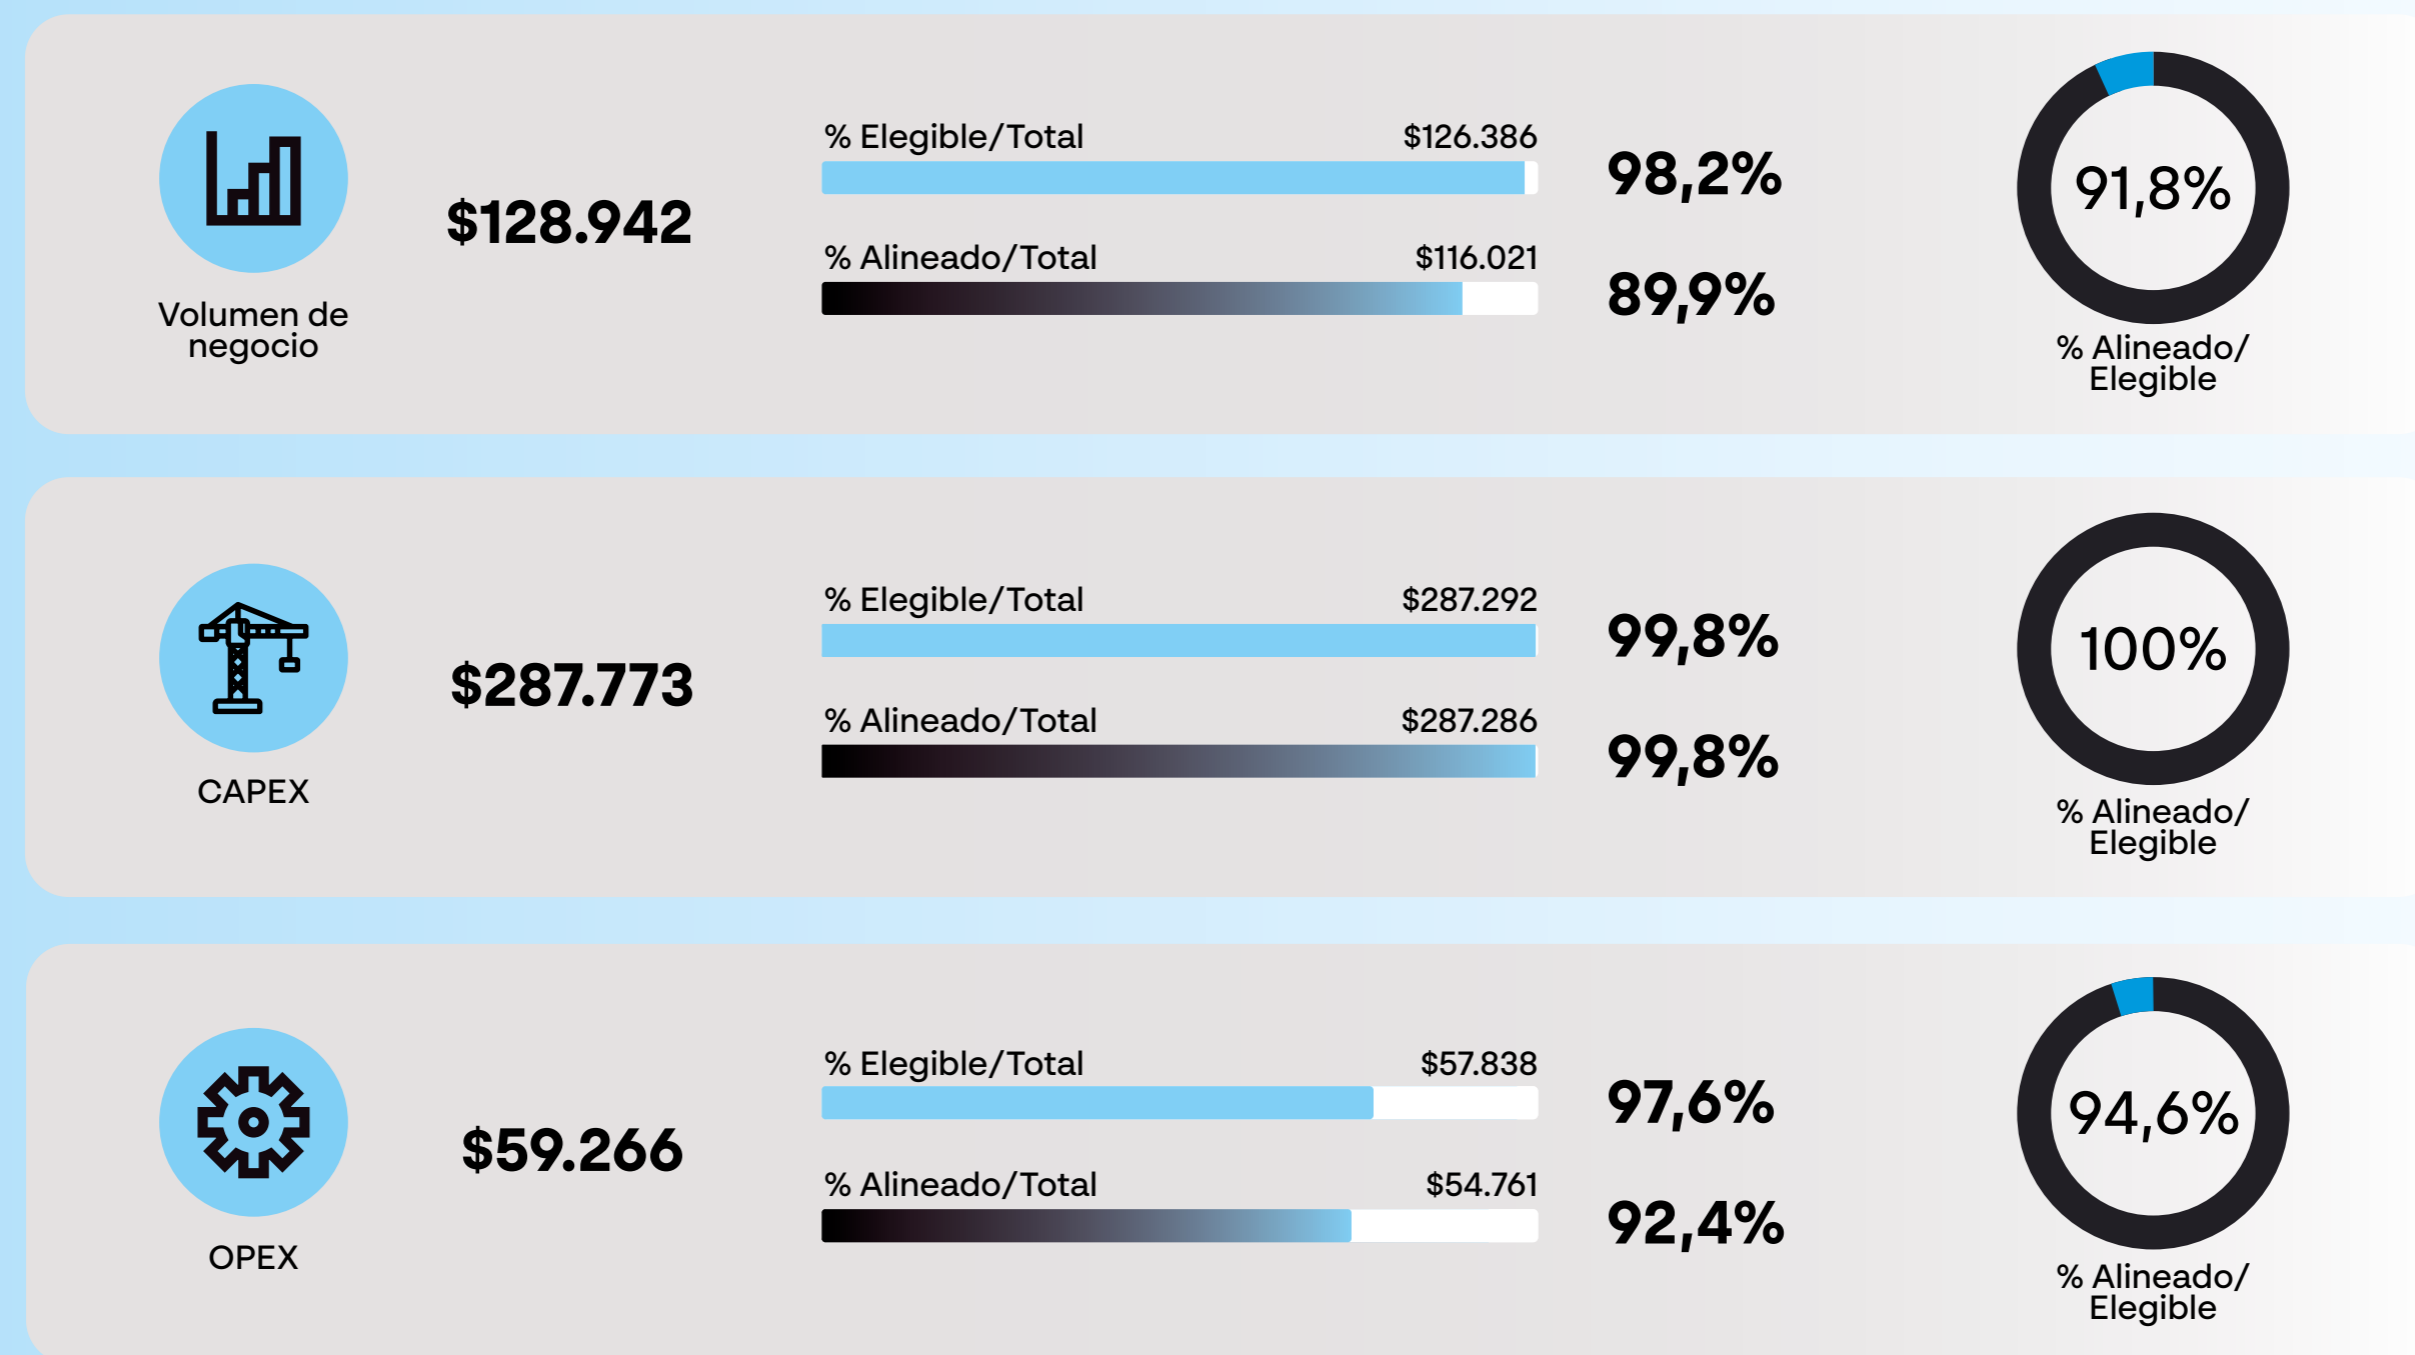 Volumen de
negocio
$128.942
% Elegible/Total
$126.386
98,2%
% Alineado/Total
$116.021
89,9%
91,8%
% Alineado/
Elegible
CAPEX
$287.773
% Elegible/Total
$287.292
99,8%
% Alineado/Total
$287.286
99,8%
100%
% Alineado/
Elegible
OPEX
$59.266
% Elegible/Total
$57.838
97,6%
% Alineado/Total
$54.761
92,4%
94,6%
% Alineado/
Elegible